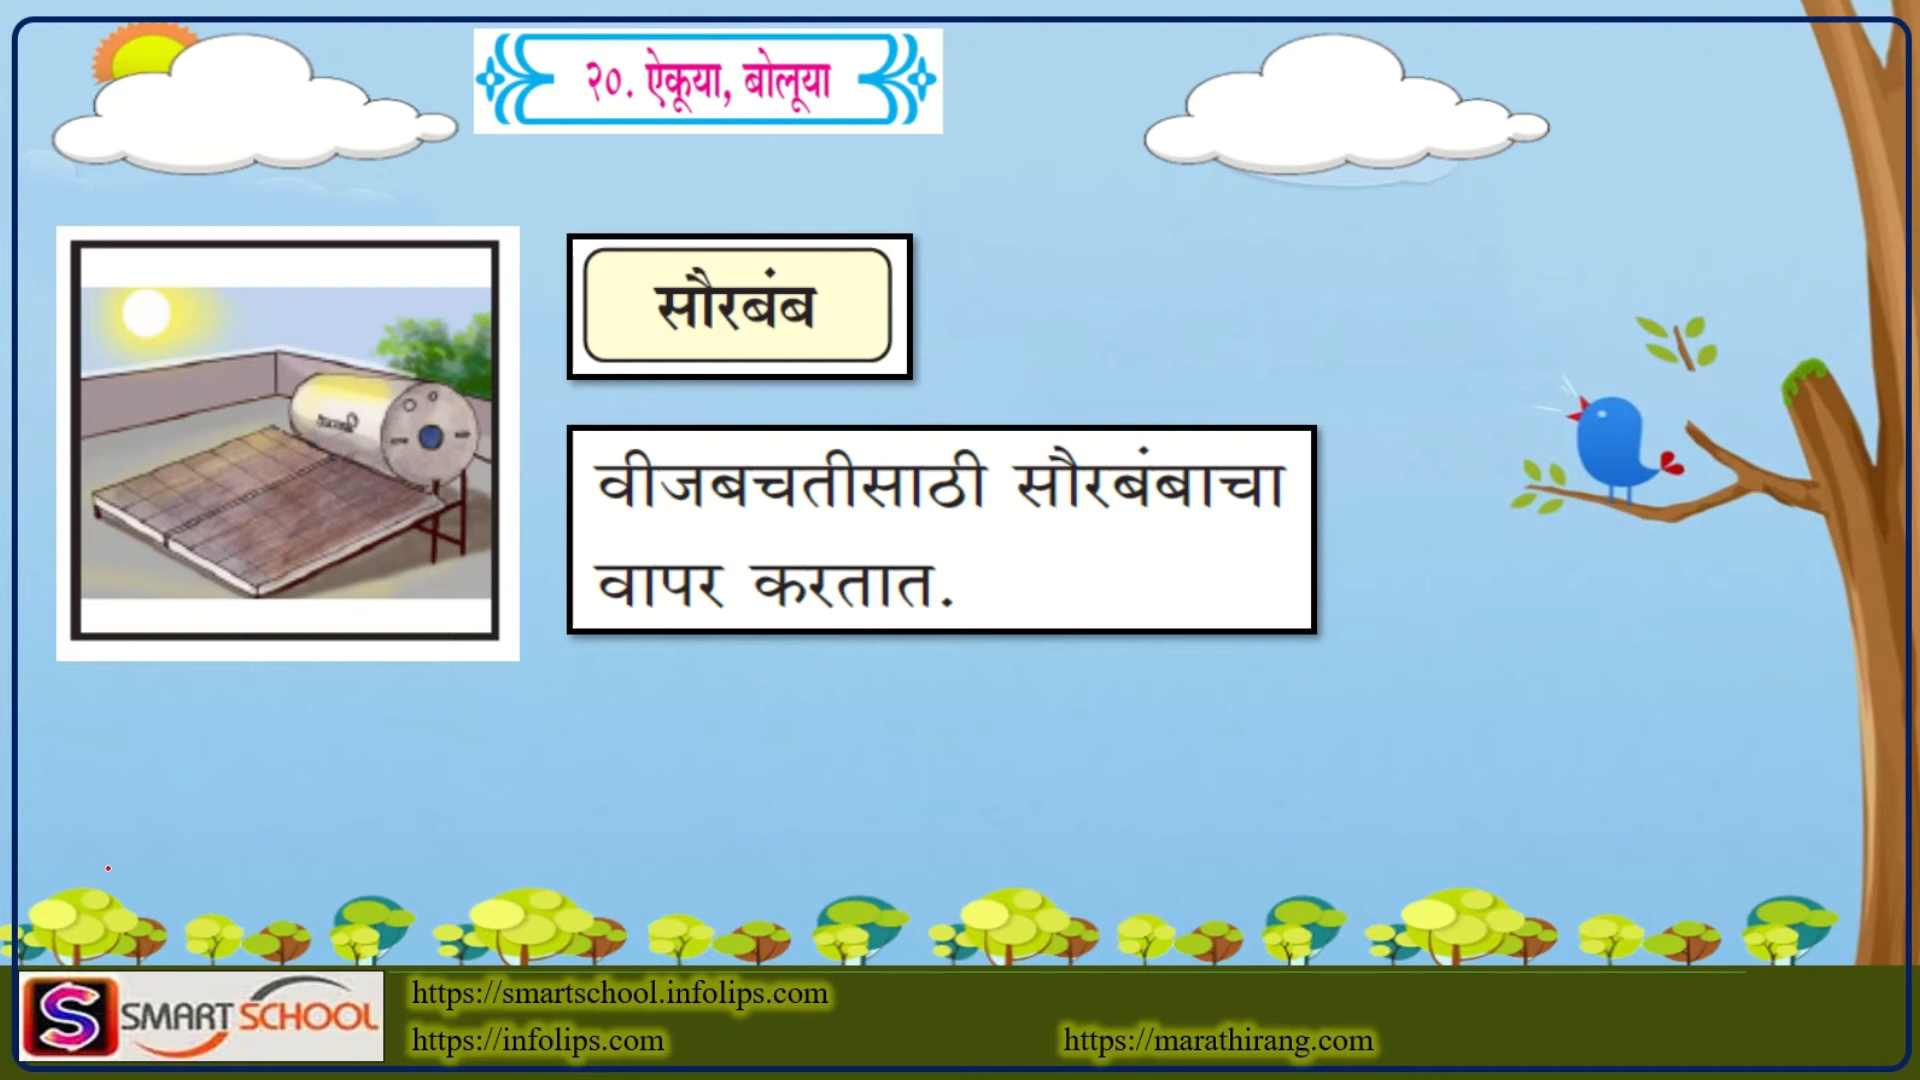 २०. ऐकूया, बोलूया
सौरबंब
वीजबचतीसाठी सौरबंबाचा
वापर करतात.
SMART SCHOOL
https://smartschool.infolips.com
https://infolips.com
https://marathirang.com